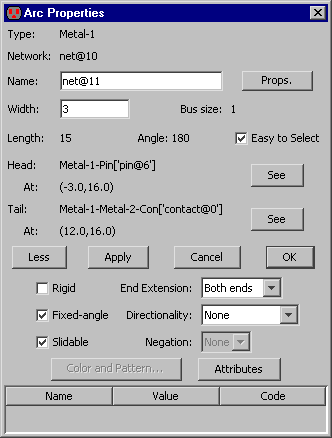 Arc Properties
Type: Metal-1
Network: net@10
Name: net@11 Props.
Width: 3 Bus size: 1
Length: 15 Angle: 180 Easy to Select
Head: Metal-1-Pin['pin@6'] See
At: (-3.0,16.0)
Tail: Metal-1-Metal-2-Con['contact@0'] See
At: (12.0,16.0)
Less Apply Cancel OK
Rigid End Extension: Both ends
Fixed-angle Directionality: None
Slidable Negation: None
Color and Pattern... Attributes
Name Value Code